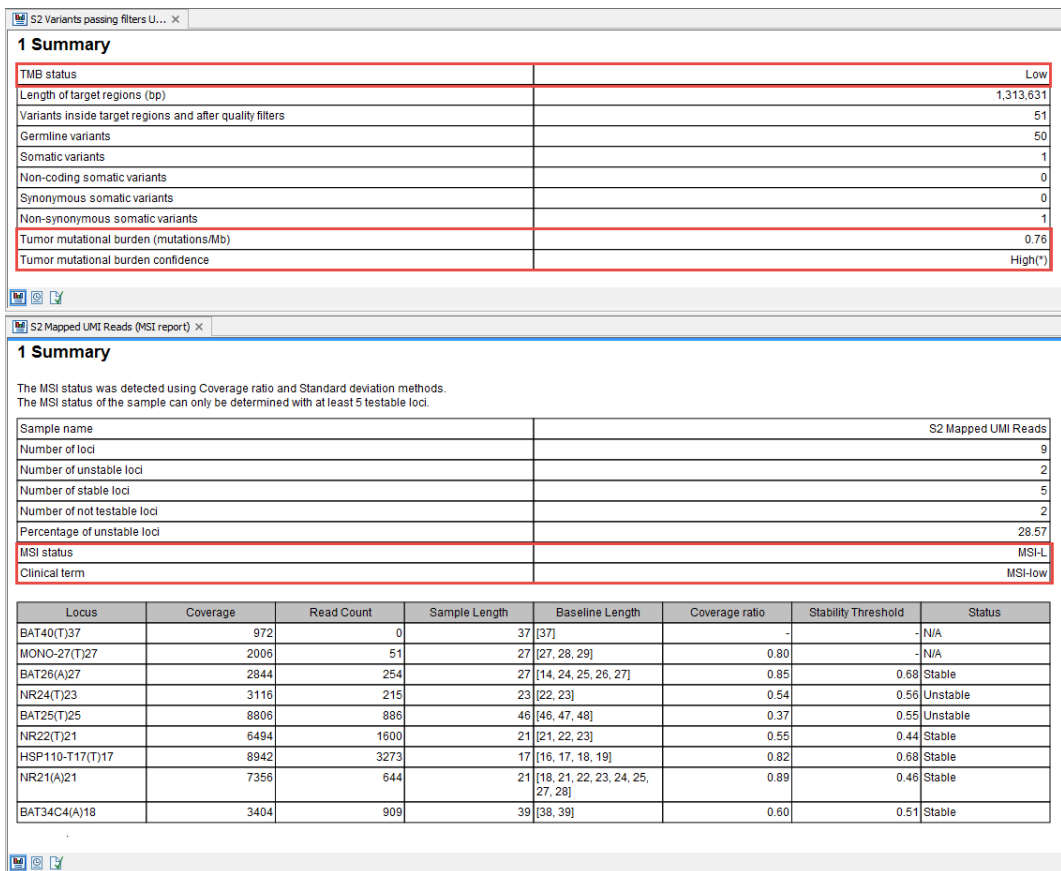 S2 Variants passing filters U... ×
1 Summary
TMB status Low
Length of target regions (bp) 1,313,631
Variants inside target regions and after quality filters 51
Germline variants 50
Somatic variants 1
Non-coding somatic variants 0
Synonymous somatic variants 0
Non-synonymous somatic variants 1
Tumor mutational burden (mutations/Mb) 0.76
Tumor mutational burden confidence High(*)
S2 Mapped UMI Reads (MSI report) ×
1 Summary
The MSI status was detected using Coverage ratio and Standard deviation methods.
The MSI status of the sample can only be determined with at least 5 testable loci.
Sample name S2 Mapped UMI Reads
Number of loci 9
Number of unstable loci 2
Number of stable loci 5
Number of not testable loci 2
Percentage of unstable loci 28.57
MSI status MSI-L
Clinical term MSI-low
Locus Coverage Read Count Sample Length Baseline Length Coverage ratio Stability Threshold Status
BAT40(T)37 972 0 37 [37] - - N/A
MONO-27(T)27 2006 51 27 [27, 28, 29] 0.80 - N/A
BAT26(A)27 2844 254 27 [14, 24, 25, 26, 27] 0.85 0.68 Stable
NR24(T)23 3116 215 23 [22, 23] 0.54 0.56 Unstable
BAT25(T)25 8806 886 46 [46, 47, 48] 0.37 0.55 Unstable
NR22(T)21 6494 1600 21 [21, 22, 23] 0.55 0.44 Stable
HSP110-T17(T)17 8942 3273 17 [16, 17, 18, 19] 0.82 0.68 Stable
NR21(A)21 7356 644 21 [18, 21, 22, 23, 24, 25, 0.89 0.46 Stable
27, 28]
BAT34C4(A)18 3404 909 39 [38, 39] 0.60 0.51 Stable